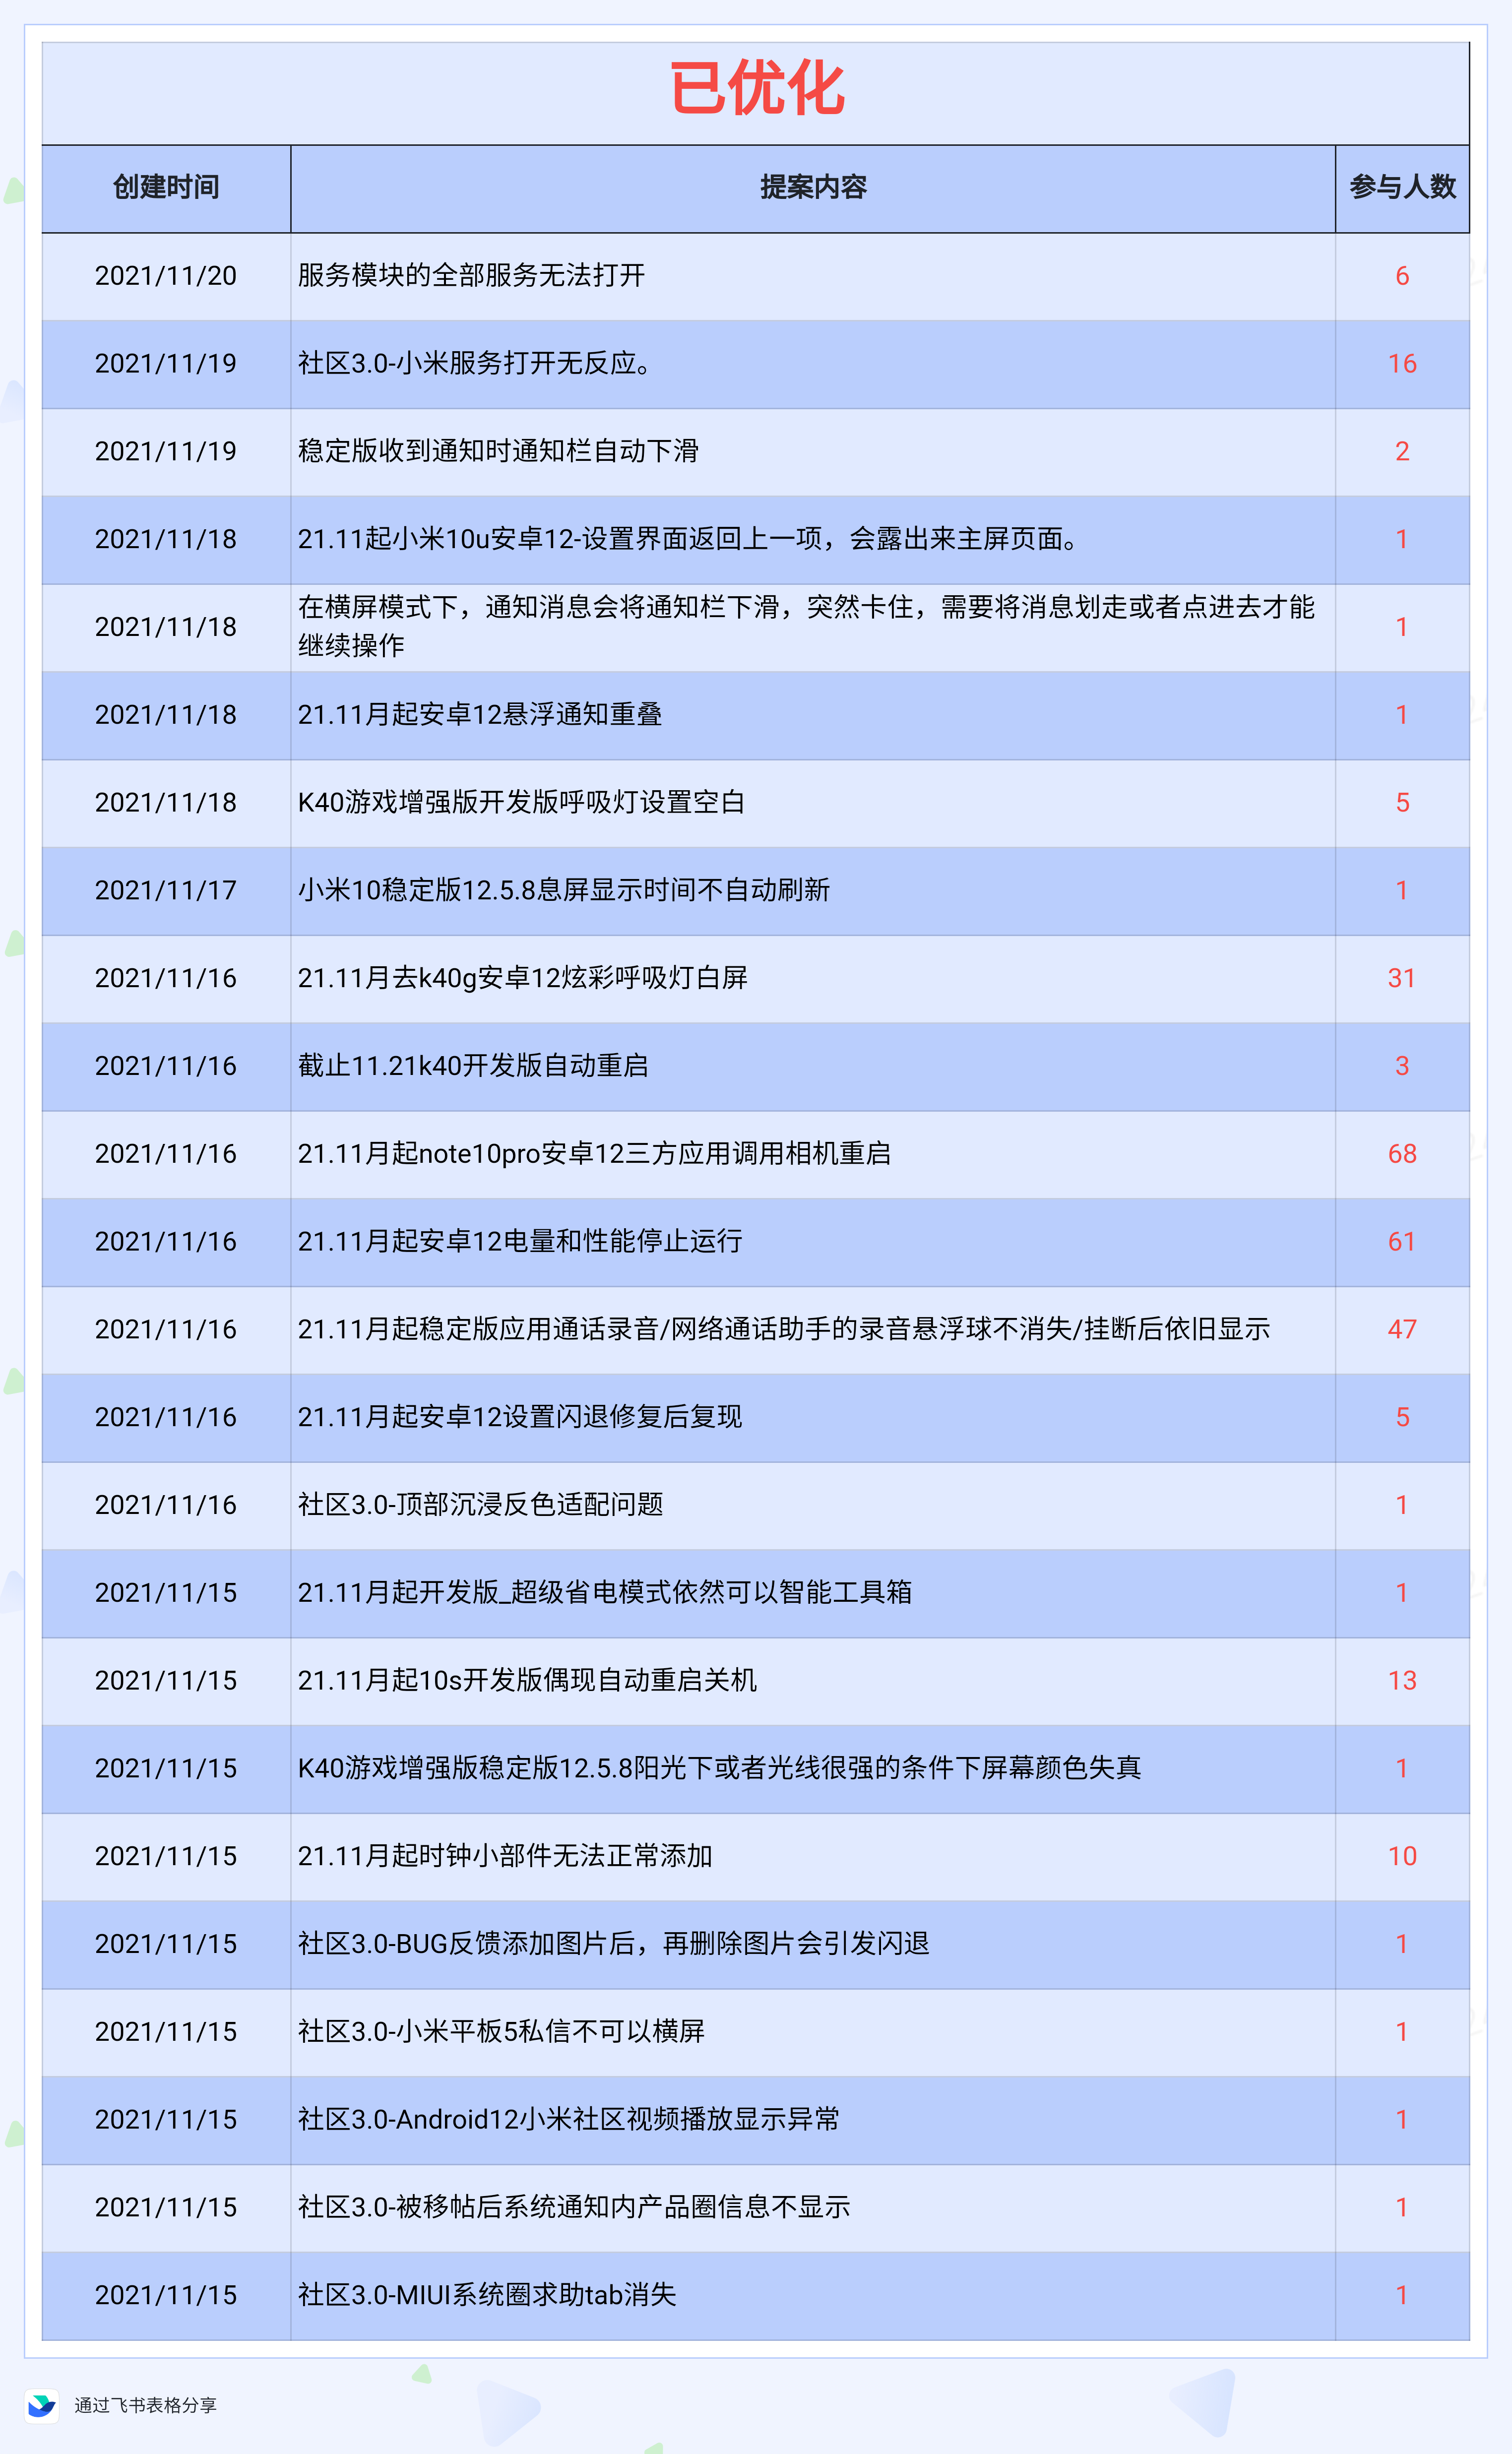 已优化
创建时间 提案内容 参与人数
2021/11/20 服务模块的全部服务无法打开 6
2021/11/19 社区3.0-小米服务打开无反应。 16
2021/11/19 稳定版收到通知时通知栏自动下滑 2
2021/11/18 21.11起小米10u安卓12-设置界面返回上一项，会露出来主屏页面。 1
2021/11/18 在横屏模式下，通知消息会将通知栏下滑，突然卡住，需要将消息划走或者点进去才能
继续操作 1
2021/11/18 21.11月起安卓12悬浮通知重叠 1
2021/11/18 K40游戏增强版开发版呼吸灯设置空白 5
2021/11/17 小米10稳定版12.5.8息屏显示时间不自动刷新 1
2021/11/16 21.11月去k40g安卓12炫彩呼吸灯白屏 31
2021/11/16 截止11.21k40开发版自动重启 3
2021/11/16 21.11月起note10pro安卓12三方应用调用相机重启 68
2021/11/16 21.11月起安卓12电量和性能停止运行 61
2021/11/16 21.11月起稳定版应用通话录音/网络通话助手的录音悬浮球不消失/挂断后依旧显示 47
2021/11/16 21.11月起安卓12设置闪退修复后复现 5
2021/11/16 社区3.0-顶部沉浸反色适配问题 1
2021/11/15 21.11月起开发版_超级省电模式依然可以智能工具箱 1
2021/11/15 21.11月起10s开发版偶现自动重启关机 13
2021/11/15 K40游戏增强版稳定版12.5.8阳光下或者光线很强的条件下屏幕颜色失真 1
2021/11/15 21.11月起时钟小部件无法正常添加 10
2021/11/15 社区3.0-BUG反馈添加图片后，再删除图片会引发闪退 1
2021/11/15 社区3.0-小米平板5私信不可以横屏 1
2021/11/15 社区3.0-Android12小米社区视频播放显示异常 1
2021/11/15 社区3.0-被移帖后系统通知内产品圈信息不显示 1
2021/11/15 社区3.0-MIUI系统圈求助tab消失 1
通过飞书表格分享